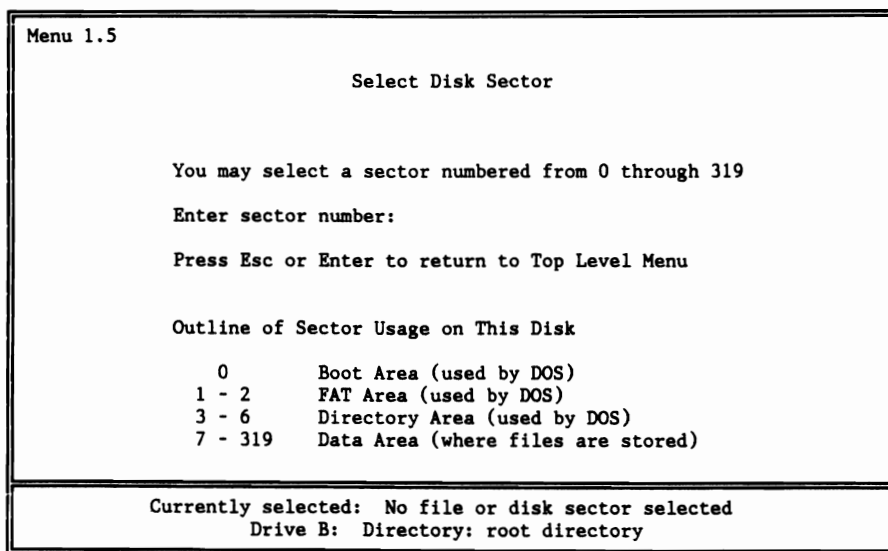 Menu 1.5
Select Disk Sector
You may select a sector numbered from 0 through 319
Enter sector number:
Press Esc or Enter to return to Top Level Menu
Outline of Sector Usage on This Disk
0 Boot Area (used by DOS)
1 - 2 FAT Area (used by DOS)
3 - 6 Directory Area (used by DOS)
7 - 319 Data Area (where files are stored)
Currently selected: No file or disk sector selected
Drive B: Directory: root directory